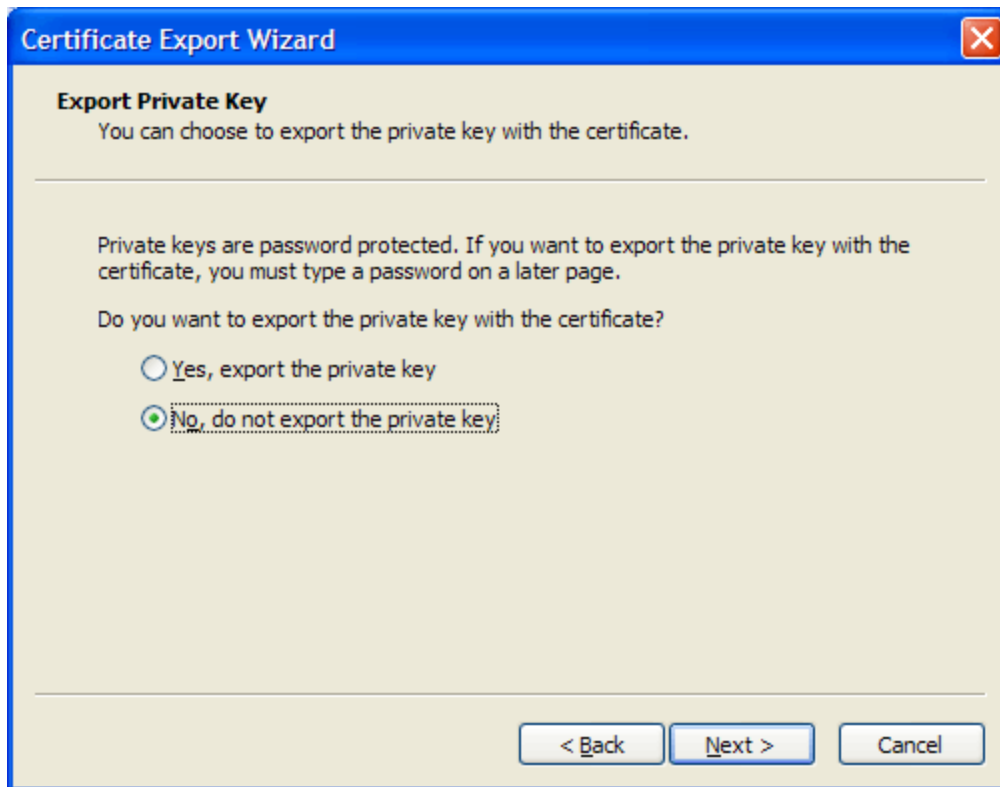 Certificate Export Wizard
Export Private Key
You can choose to export the private key with the certificate.
Private keys are password protected. If you want to export the private key with the
certificate, you must type a password on a later page.
Do you want to export the private key with the certificate?
Yes, export the private key
No, do not export the private key
< Back
Next >
Cancel